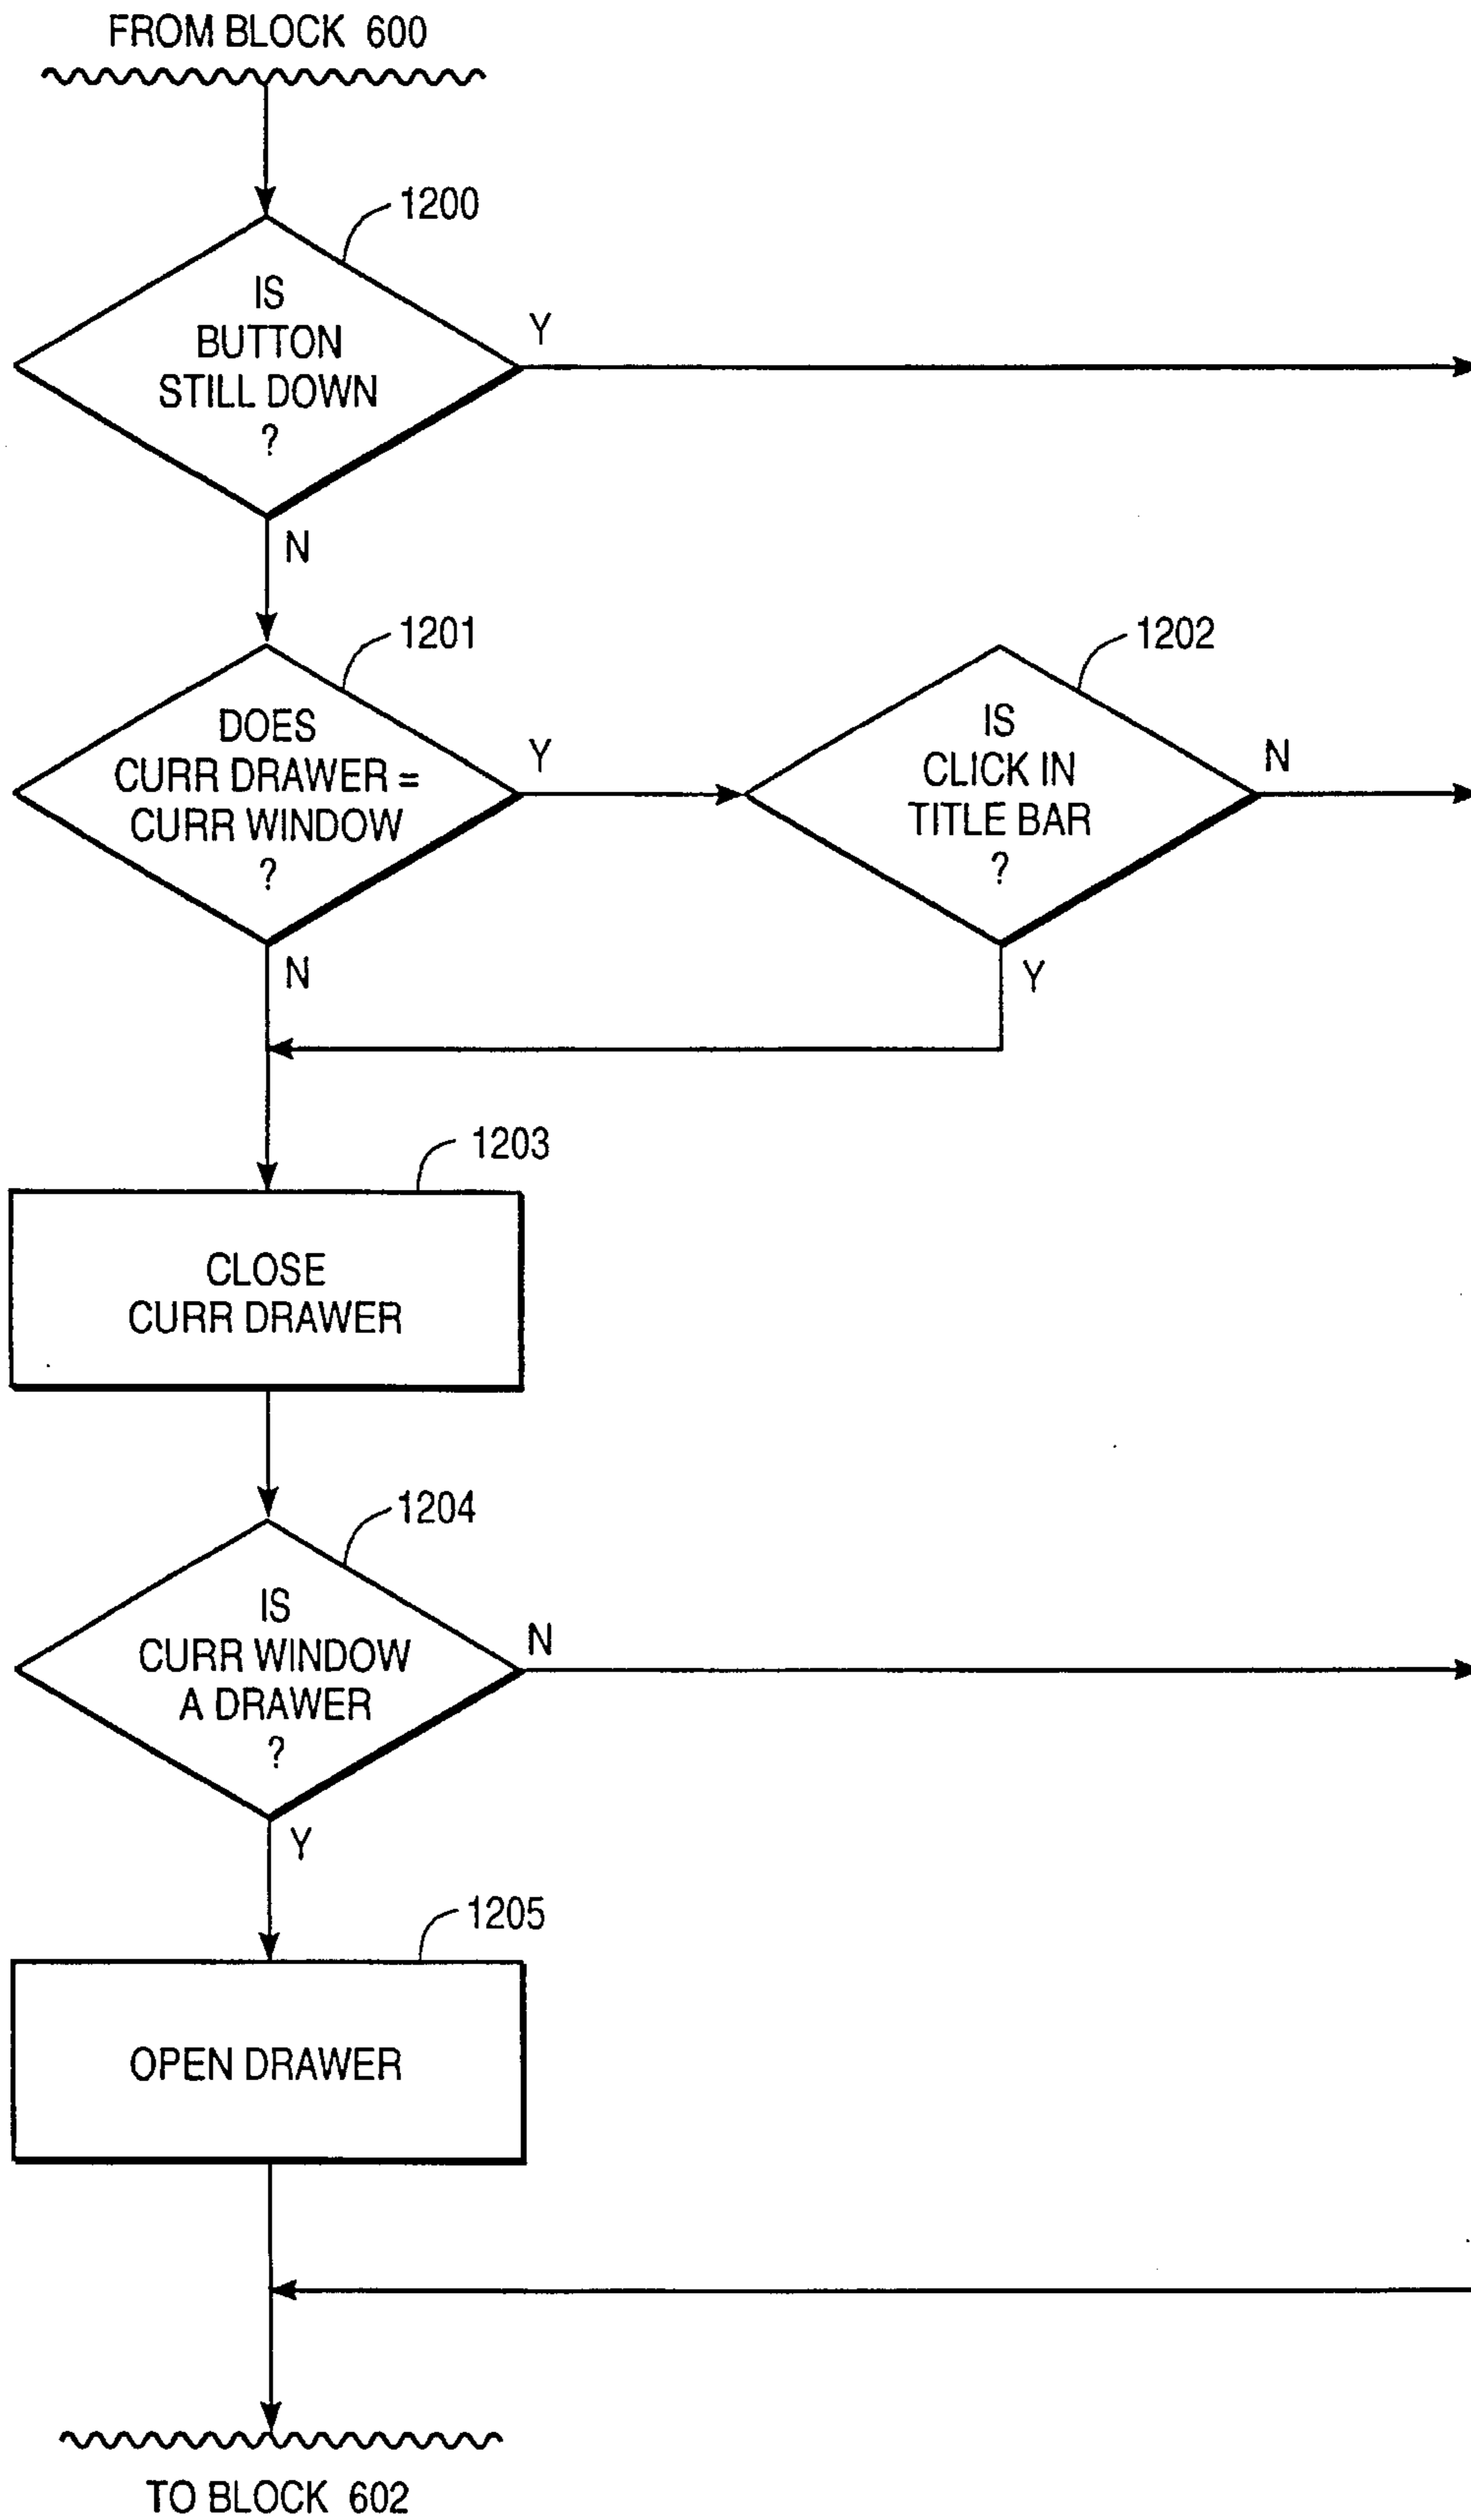 FROM BLOCK 600
1200
IS
BUTTON
STILL DOWN
?
Y
N
1201
DOES
CURR DRAWER =
CURR WINDOW
?
Y
N
1202
IS
CLICK IN
TITLE BAR
?
N
Y
1203
CLOSE
CURR DRAWER
1204
IS
CURR WINDOW
A DRAWER
?
N
Y
1205
OPEN DRAWER
TO BLOCK 602